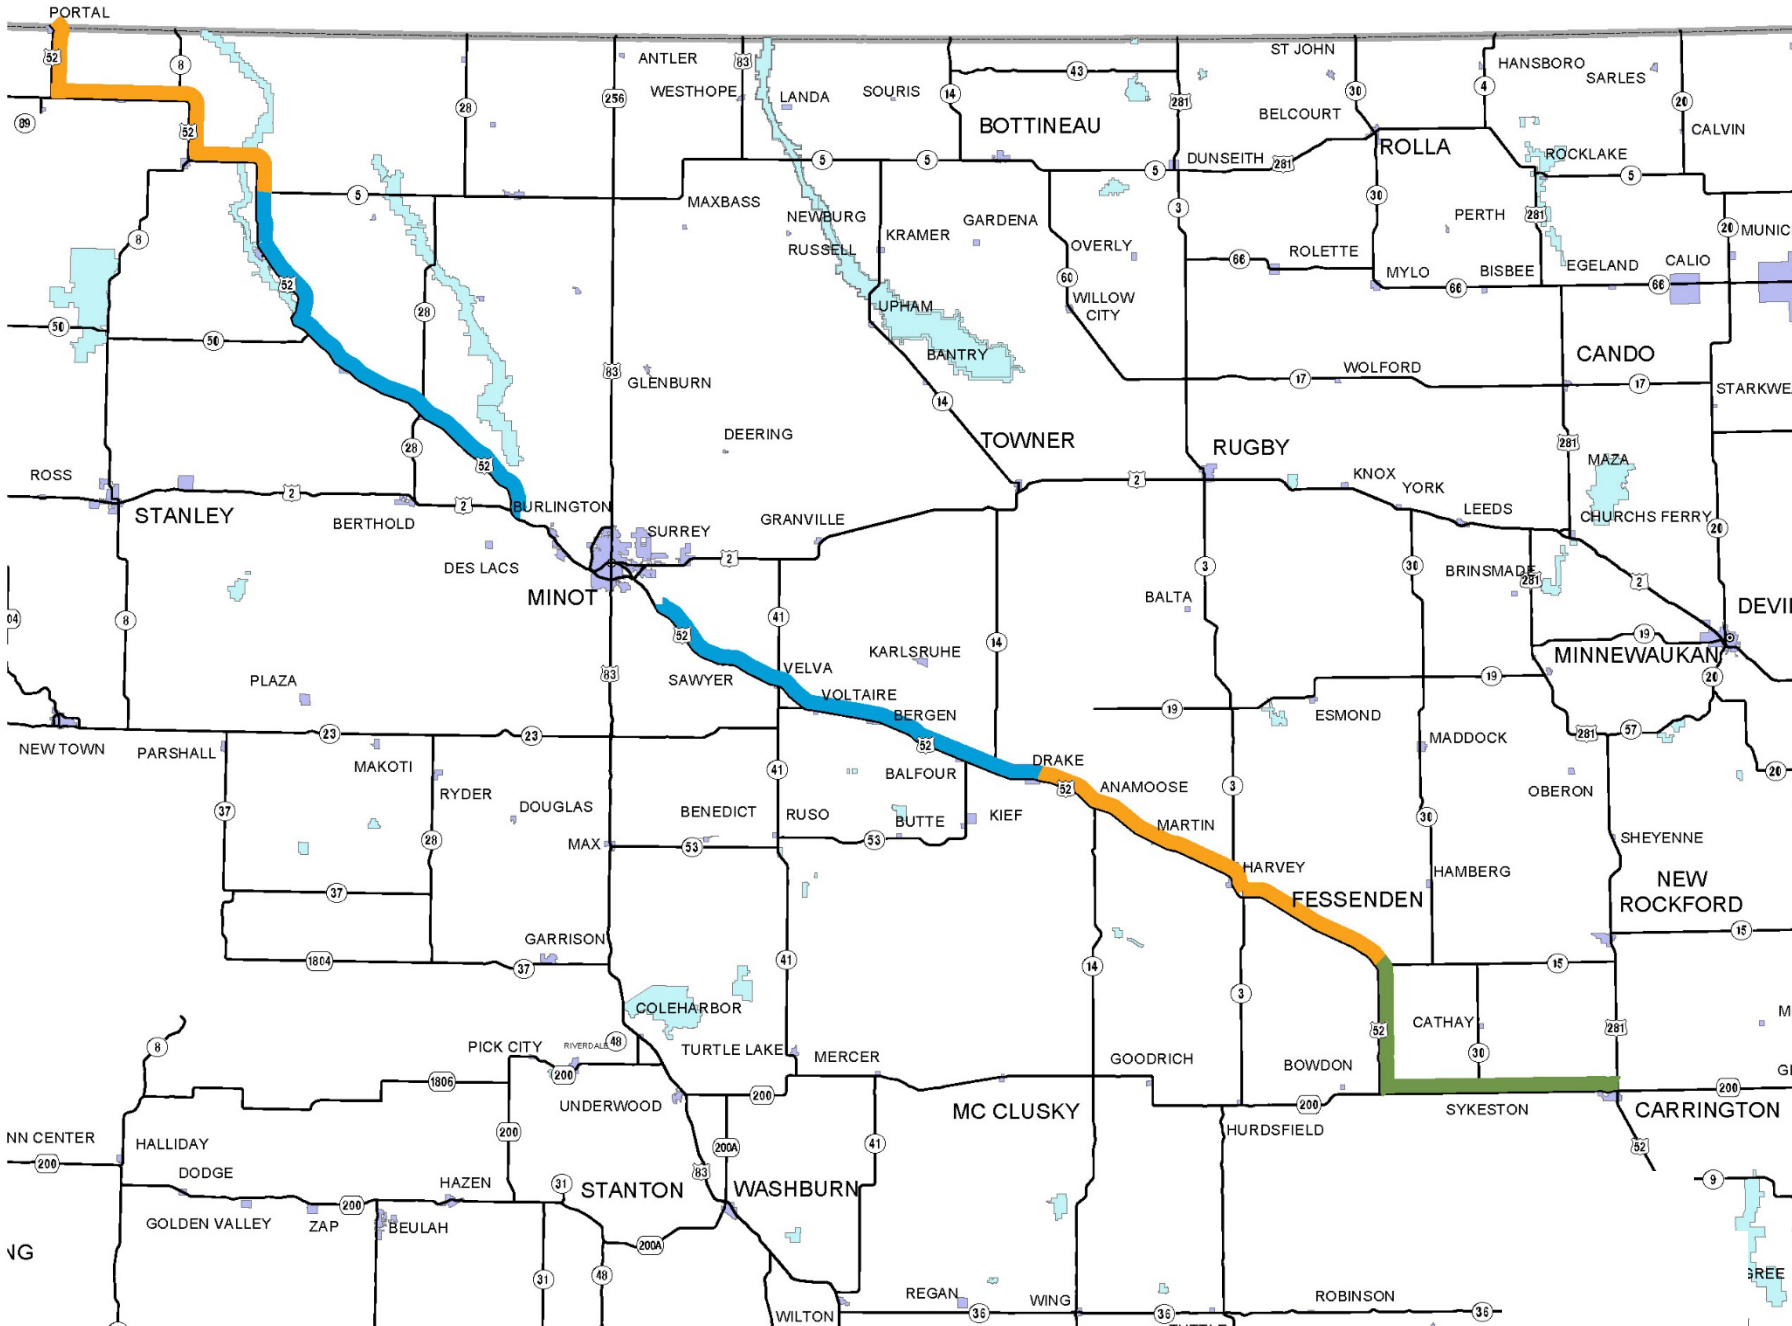 PORTAL
52
8
ANTLER
83
ST JOHN
HANSBORO
SARLES
WESTHOPE
LANDA
SOURIS
43
256
28
14
281
BELCOURT
30
4
20
89
52
BOTTINEAU
CALVIN
ROLLA
5
5
DUNSEITH
281
5
ROCKLAKE
5
5
MAXBASS
NEWBURG
RUSSELL
KRAMER
GARDENA
3
30
PERTH
281
20
MUNIC
8
OVERLY
66
ROLETTE
MYLO
BISBEE
EGELAND
CALIO
66
66
52
28
60
WILLOW
CITY
UPHAM
50
50
BANTRY
CANDO
83
GLENBURN
17
WOLFORD
17
14
STARKWEA
28
DEERING
TOWNER
RUGBY
281
52
MAZA
ROSS
2
2
BURLINGTON
2
KNOX
YORK
LEEDS
STANLEY
BERTHOLD
SURREY
GRANVILLE
CHURCHS FERRY
20
DES LACS
2
3
30
BRINSMADE
281
2
MINOT
BALTA
DEVIL
04
8
41
52
14
19
KARLSRUHE
MINNEWAUKAN
PLAZA
83
SAWYER
VELVA
19
20
VOLTAIRE
19
ESMOND
BERGEN
NEW TOWN
PARSHALL
23
23
52
MADDOCK
281
57
MAKOTI
41
BALFOUR
DRAKE
20
RYDER
52
ANAMOOSE
3
OBERON
37
DOUGLAS
BENEDICT
RUSO
BUTTE
KIEF
MARTIN
30
SHEYENNE
28
MAX
53
53
HARVEY
HAMBERG
NEW
ROCKFORD
37
FESSENDEN
GARRISON
15
1804
37
41
14
15
3
COLEHARBOR
52
CATHAY
281
48
RIVERDALE
PICK CITY
TURTLE LAKE
MERCER
GOODRICH
BOWDON
30
8
1806
200
200
200
200
UNDERWOOD
MC CLUSKY
SYKESTON
CARRINGTON
NN CENTER
HALLIDAY
200
200A
41
HURDSFIELD
52
200
DODGE
83
9
HAZEN
31
STANTON
WASHBURN
GOLDEN VALLEY
ZAP
200
BEULAH
200A
NG
31
48
GREE
REGAN
WING
ROBINSON
WILTON
36
36
36